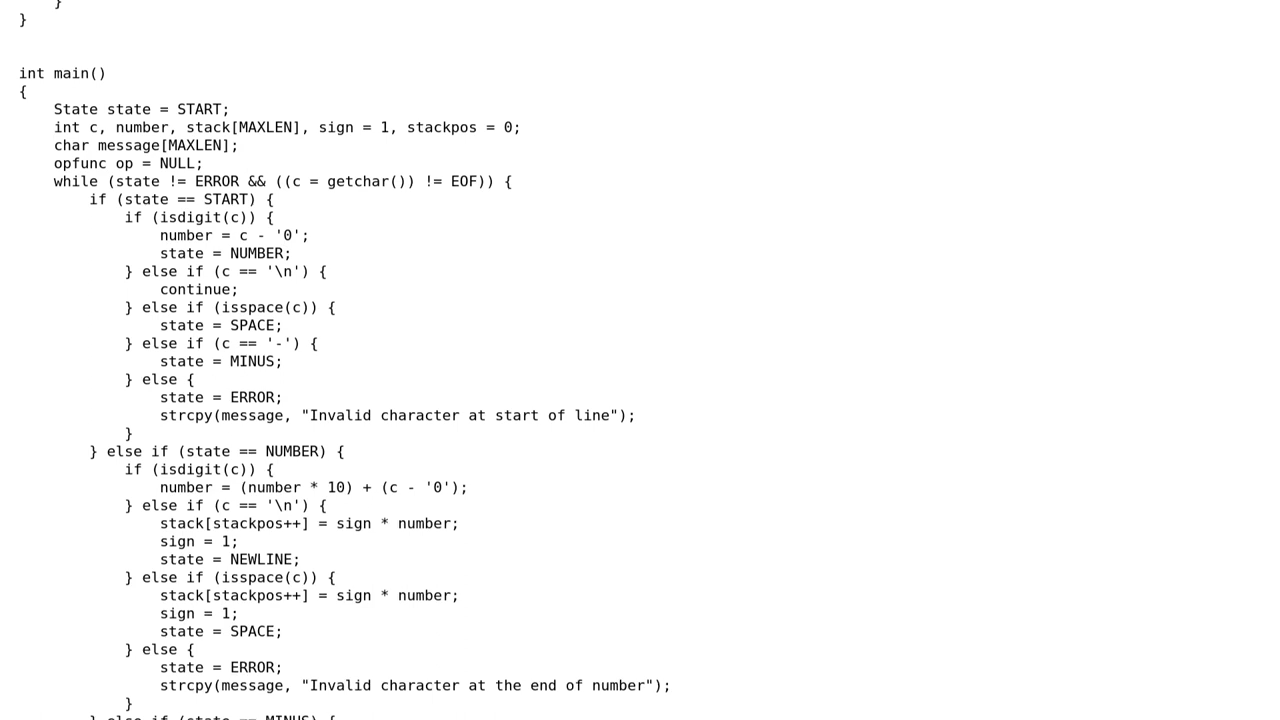 }
}
int main()
{
    State state = START;
    int c, number, stack[MAXLEN], sign = 1, stackpos = 0;
    char message[MAXLEN];
    opfunc op = NULL;
    while (state != ERROR && ((c = getchar()) != EOF)) {
        if (state == START) {
            if (isdigit(c)) {
                number = c - '0';
                state = NUMBER;
            } else if (c == '\n') {
                continue;
            } else if (isspace(c)) {
                state = SPACE;
            } else if (c == '-') {
                state = MINUS;
            } else {
                state = ERROR;
                strcpy(message, "Invalid character at start of line");
            }
        } else if (state == NUMBER) {
            if (isdigit(c)) {
                number = (number * 10) + (c - '0');
            } else if (c == '\n') {
                stack[stackpos++] = sign * number;
                sign = 1;
                state = NEWLINE;
            } else if (isspace(c)) {
                stack[stackpos++] = sign * number;
                sign = 1;
                state = SPACE;
            } else {
                state = ERROR;
                strcpy(message, "Invalid character at the end of number");
            }
        } else if (state == MINUS) {